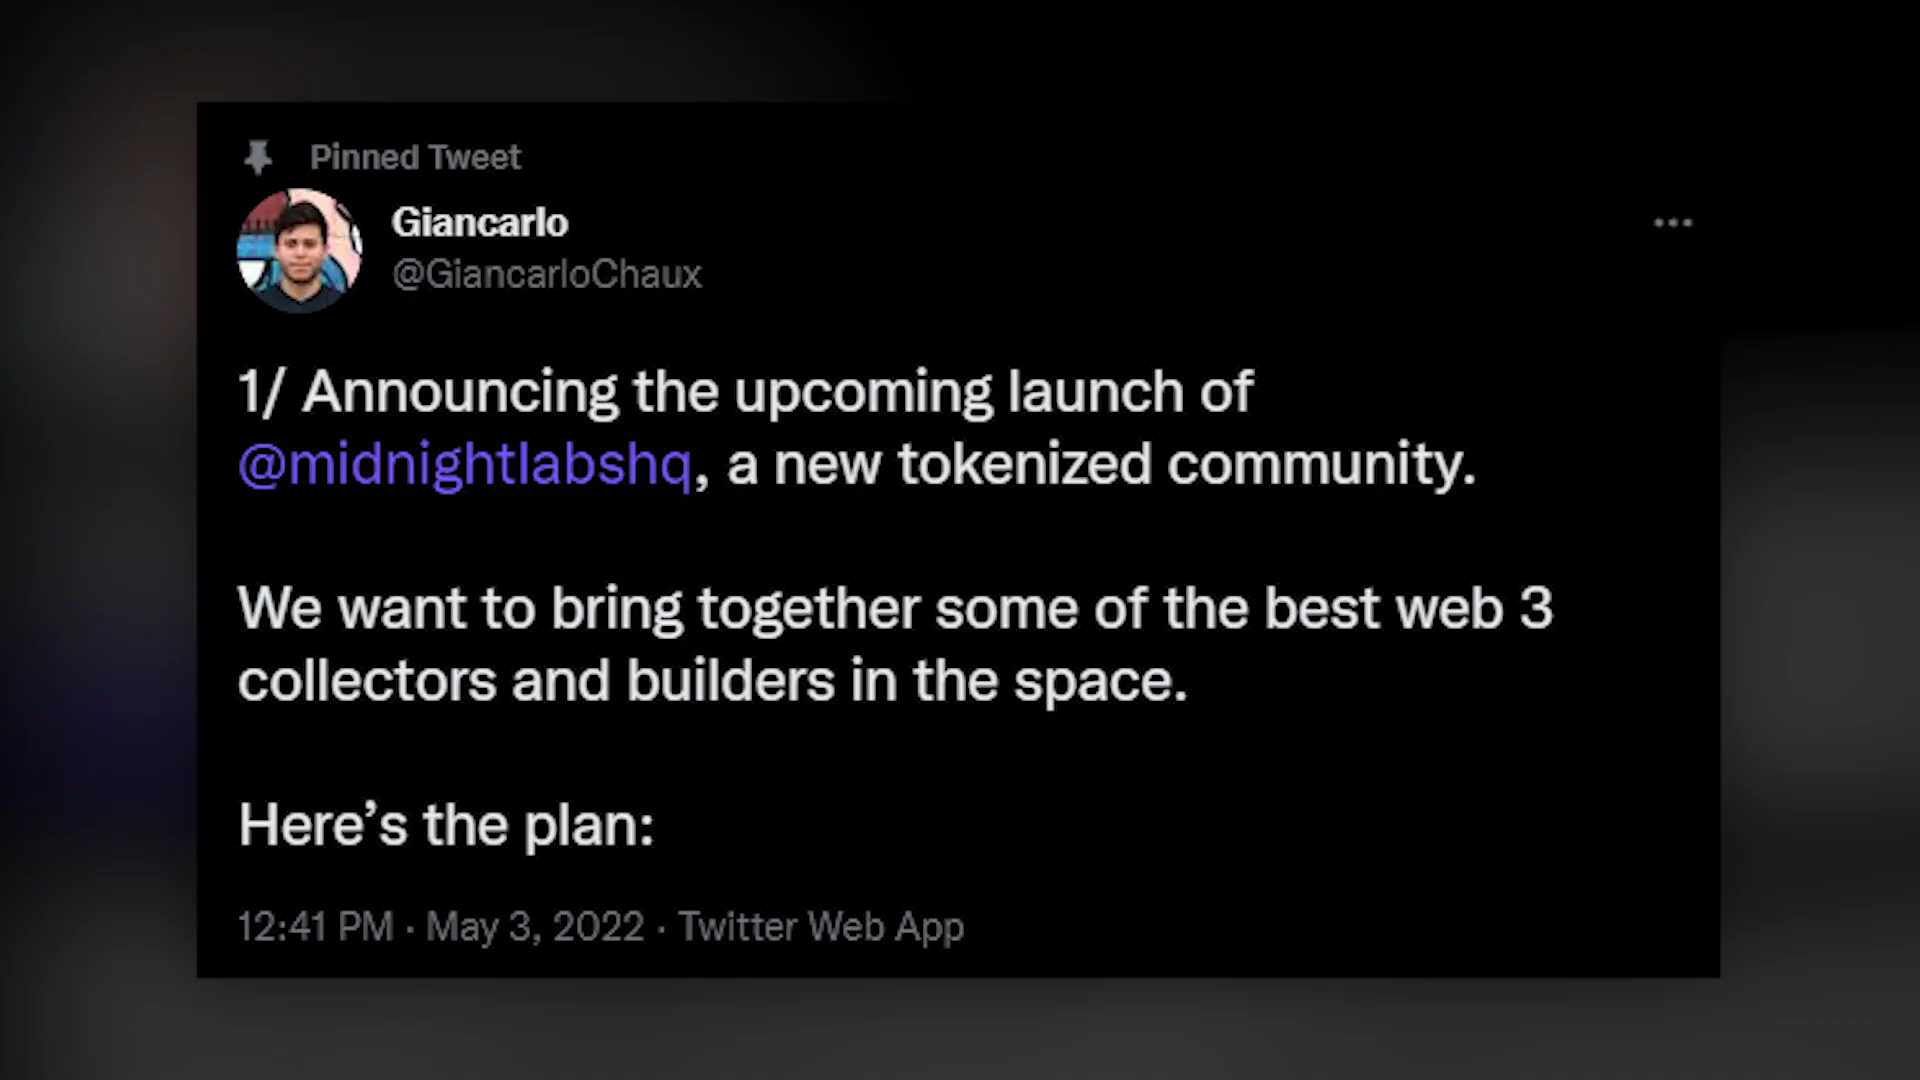 Pinned Tweet
Giancarlo
@GiancarloChaux
1/ Announcing the upcoming launch of
@midnightlabshq, a new tokenized community.
We want to bring together some of the best web 3
collectors and builders in the space.
Here’s the plan:
12:41 PM · May 3, 2022 · Twitter Web App